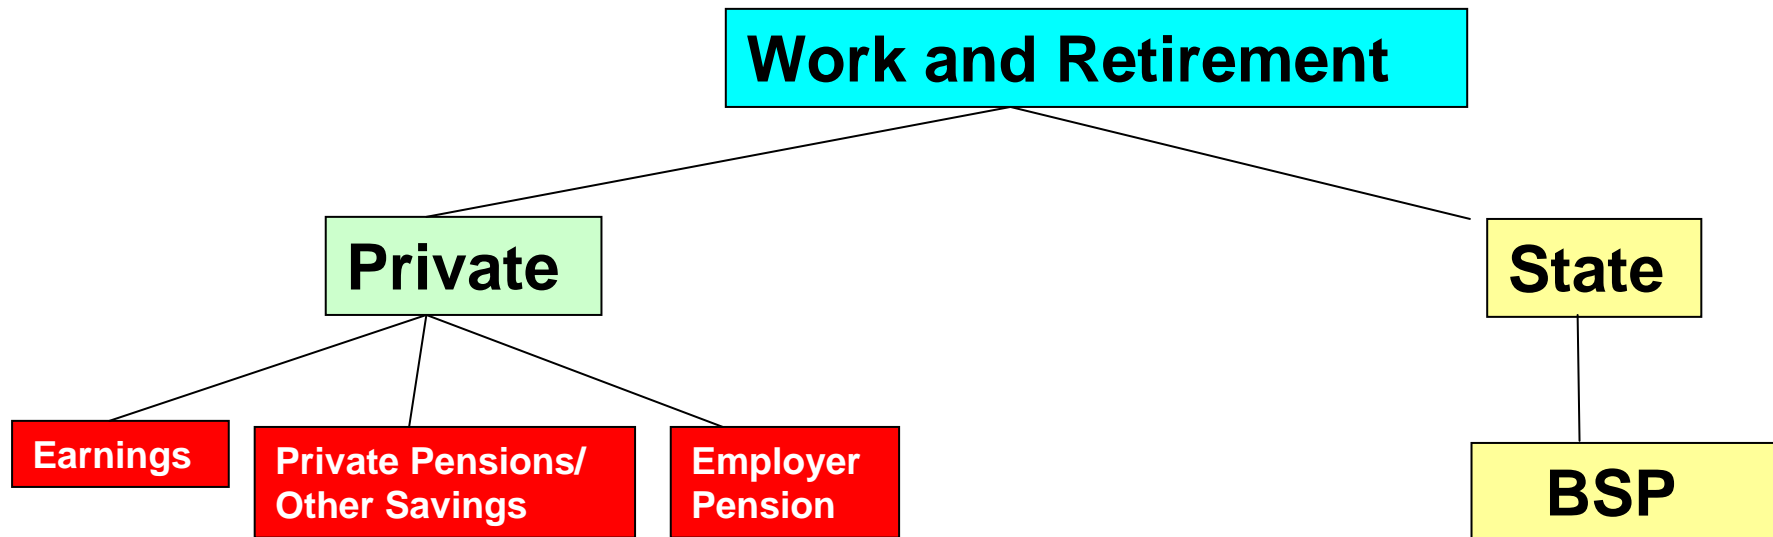 Work and Retirement
Private
State
Earnings
Private Pensions/
Other Savings
Employer
Pension
BSP